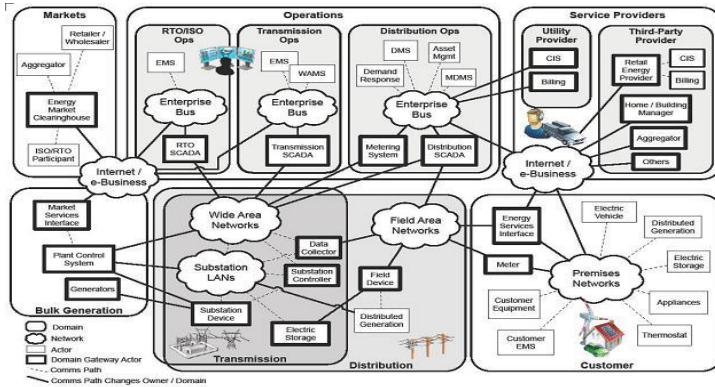 Markets
Retailer /
Wholesaler
Aggregator
Energy
Market
Clearinghouse
ISO/RTO
Participant
Operations
RTO/ISO
Ops
EMS
Enterprise
Bus
RTO
SCADA
Transmission
Ops
EMS
WAMS
Enterprise
Bus
Transmission
SCADA
Distribution Ops
DMS
Asset
Mgmt
Demand
Response
MDMS
Enterprise
Bus
Metering
System
Distribution
SCADA
Service Providers
Utility
Provider
CIS
Billing
Third-Party
Provider
Retail
Energy
Provider
CIS
Billing
Home / Building
Manager
Aggregator
Others
Internet /
e-Business
Internet /
e-Business
Market
Services
Interface
Plant Control
System
Generators
Bulk Generation
Wide Area
Networks
Substation
LANs
Data
Collector
Substation
Controller
Substation
Device
Electric
Storage
Transmission
Field Area
Networks
Field
Device
Distributed
Generation
Distribution
Energy
Services
Interface
Meter
Electric
Vehicle
Distributed
Generation
Electric
Storage
Premises
Networks
Appliances
Thermostat
Customer
Equipment
Customer
EMS
Customer
Domain
Network
Actor
Domain Gateway Actor
Comms Path
Comms Path Changes Owner / Domain